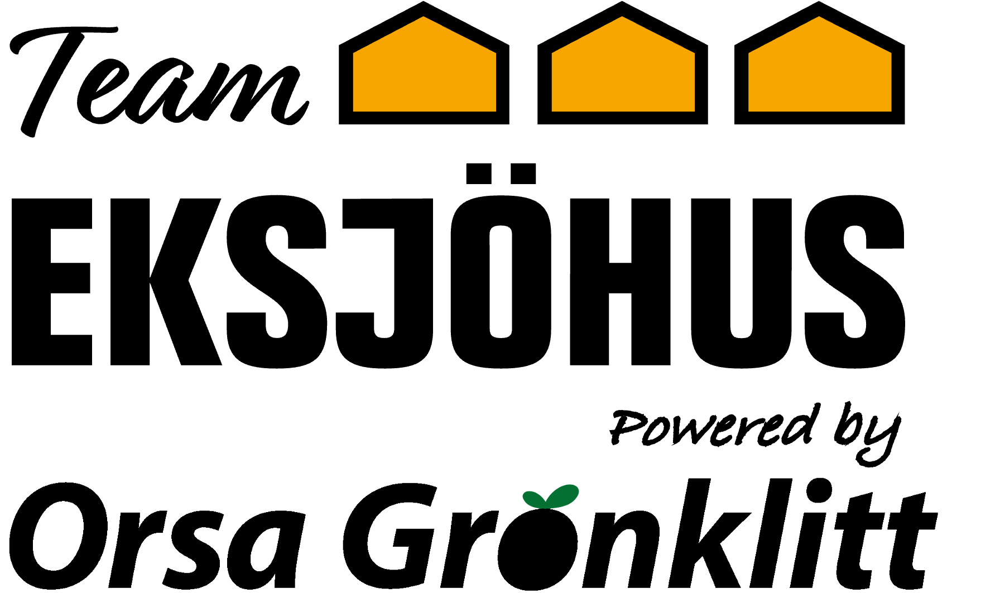 Team
EKSJÖHUS
Powered by
Orsa Grönklitt